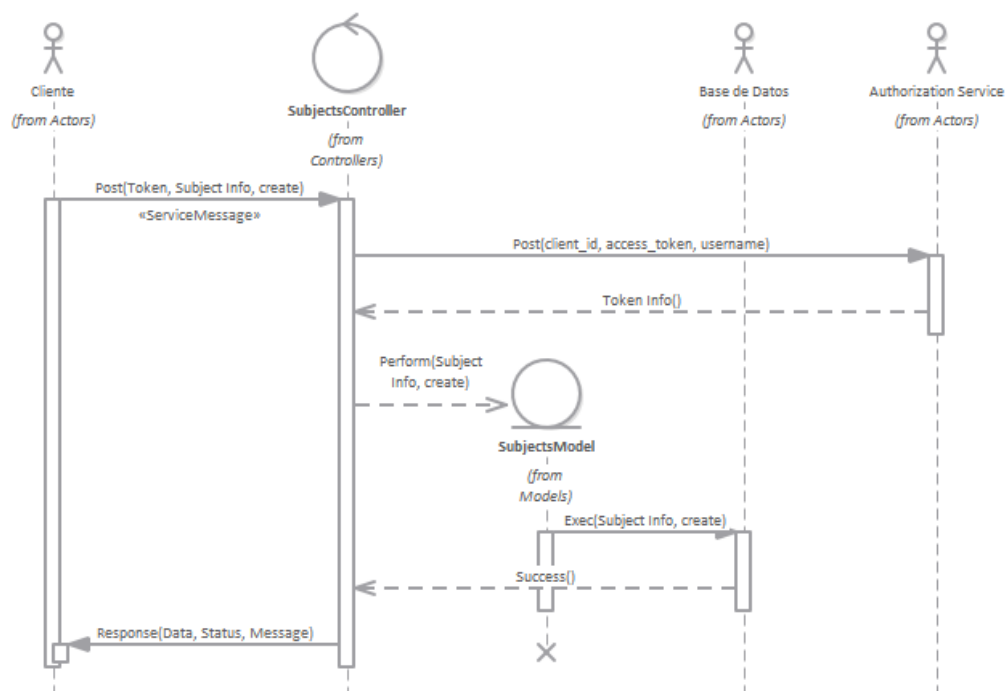 Cliente
(from Actors)
SubjectsController
(from
Controllers)
Base de Datos
(from Actors)
Authorization Service
(from Actors)
Post(Token, Subject Info, create)
«ServiceMessage»
Post(client_id, access_token, username)
Token Info()
Perform(Subject
Info, create)
SubjectsModel
(from
Models)
Exec(Subject Info, create)
Success()
Response(Data, Status, Message)